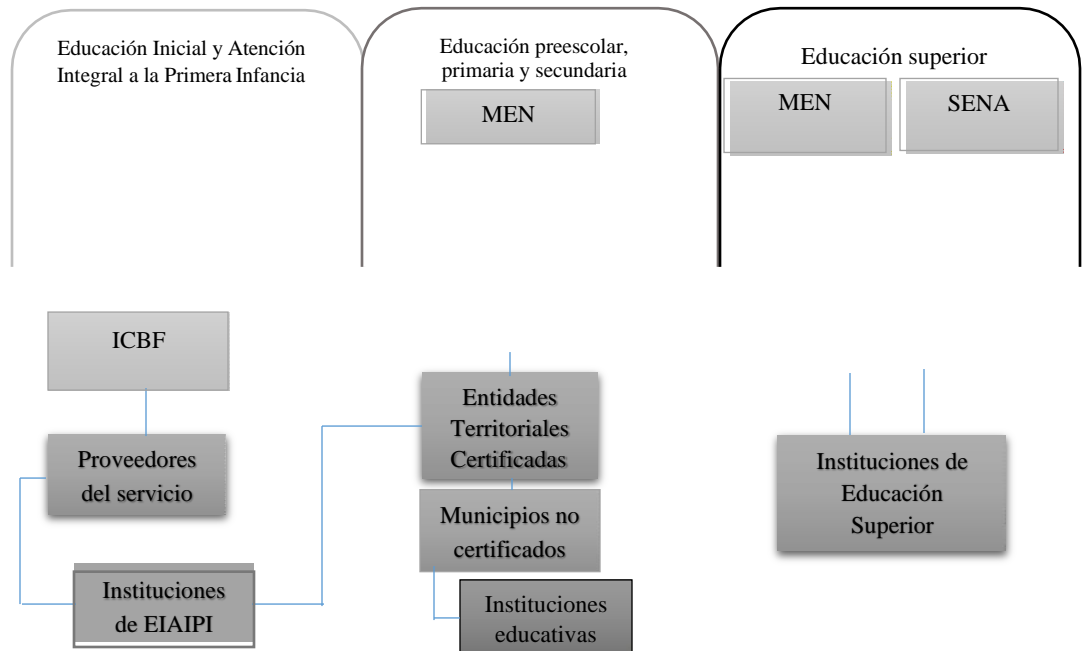 Educación Inicial y Atención
Integral a la Primera Infancia
Educación preescolar,
primaria y secundaria
MEN
Educación superior
MEN
SENA
ICBF
Proveedores
del servicio
Instituciones
de EIAIPI
Entidades
Territoriales
Certificadas
Municipios no
certificados
Instituciones
educativas
Instituciones de
Educación
Superior